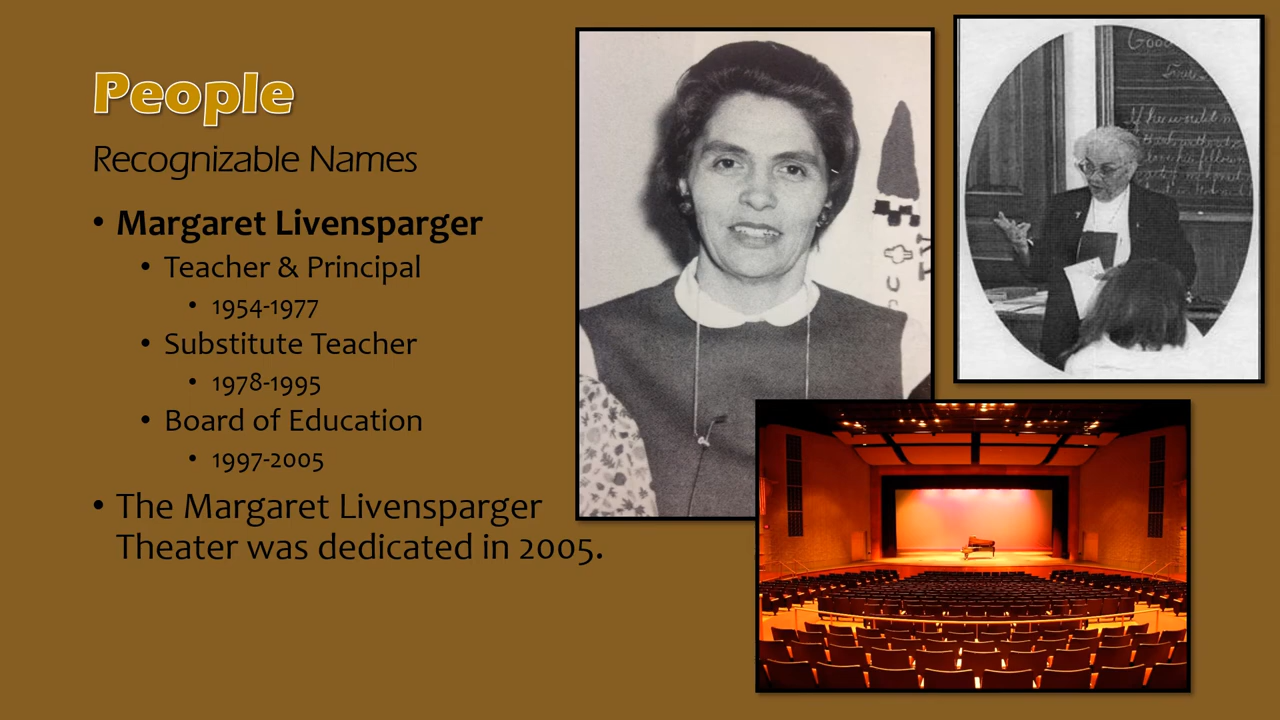 People
Recognizable Names
• Margaret Livensparger
• Teacher & Principal
• 1954-1977
• Substitute Teacher
• 1978-1995
• Board of Education
• 1997-2005
• The Margaret Livensparger
Theater was dedicated in 2005.
Good